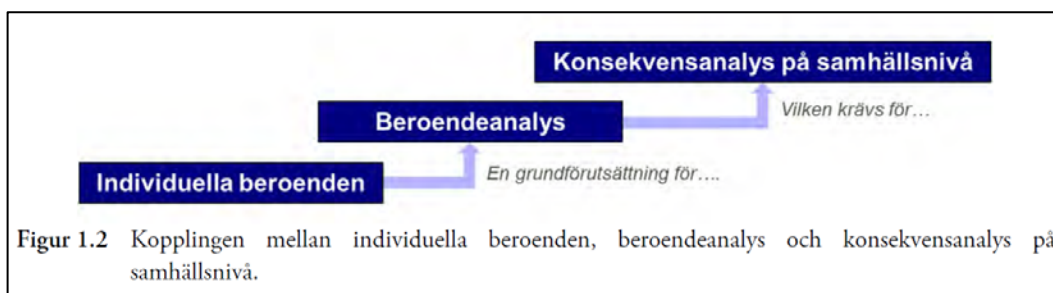 Konsekvensanalys på samhällsnivå
Vilken krävs för…
Beroendeanalys
En grundförutsättning för….
Individuella beroenden
Figur 1.2 Kopplingen mellan individuella beroenden, beroendeanalys och konsekvensanalys på
samhällsnivå.